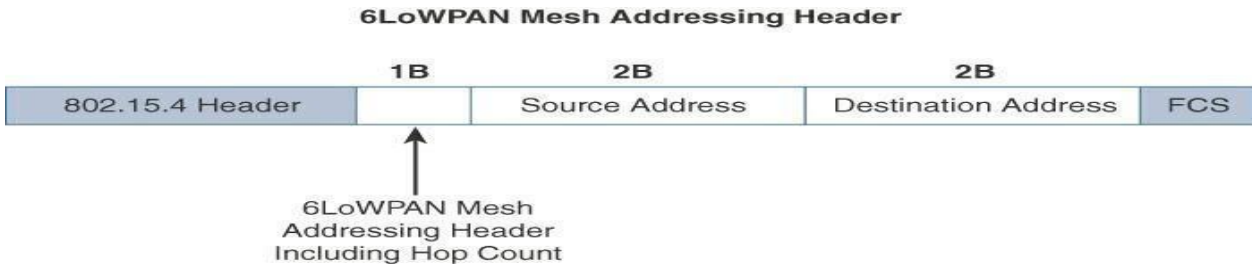 6LoWPAN Mesh Addressing Header
1B 2B 2B
802.15.4 Header Source Address Destination Address FCS
6LoWPAN Mesh
Addressing Header
Including Hop Count